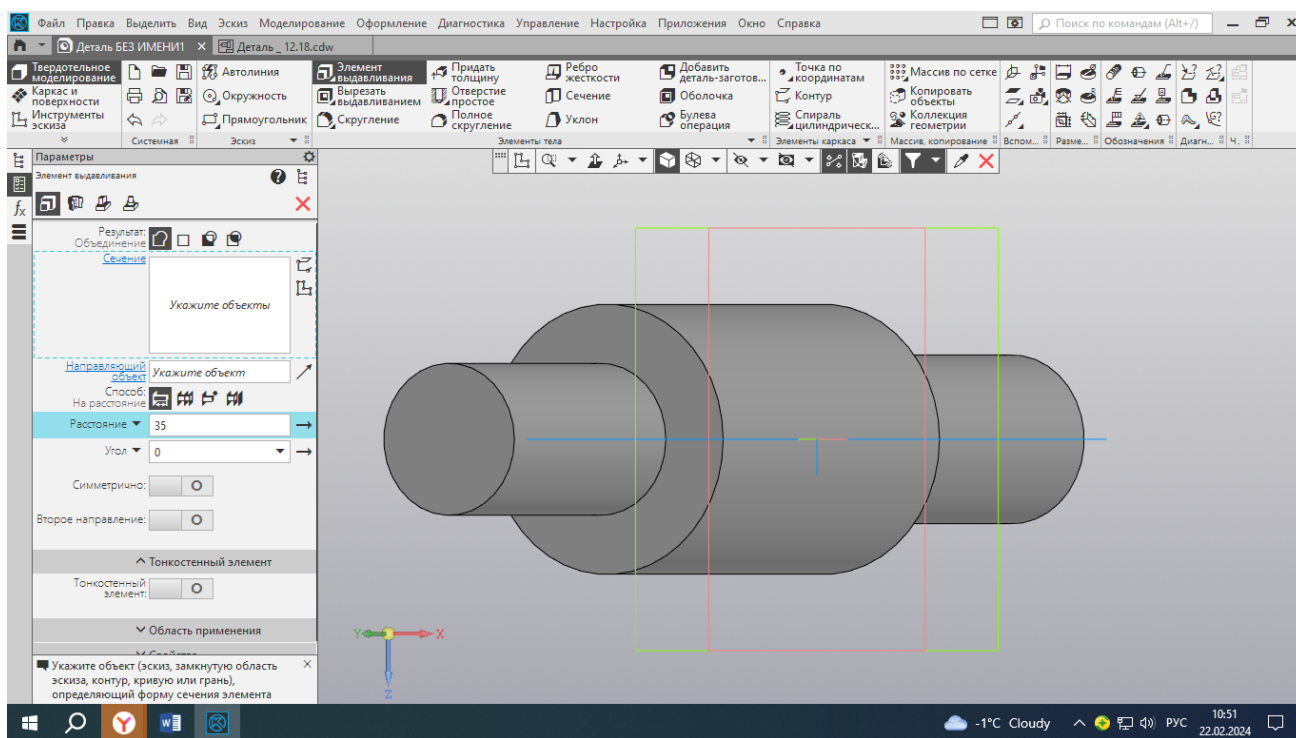 Файл Правка Выделить Вид Эскиз Моделирование Оформление Диагностика Управление Настройка Приложения Окно Справка
Поиск по командам (Alt+/)
Деталь БЕЗ ИМЕНИ1 Деталь _ 12.18.cdw
Твердотельное моделирование
Каркас и поверхности
Инструменты эскиза
Системная
Автолиния
Окружность
Прямоугольник
Эскиз
Элемент выдавливания
Вырезать выдавливанием
Скругление
Придать толщину
Отверстие простое
Полное скругление
Ребро жесткости
Сечение
Уклон
Добавить деталь-заготов...
Оболочка
Булева операция
Элементы тела
Точка по координатам
Контур
Спираль цилиндрическ...
Элементы каркаса
Массив по сетке
Копировать объекты
Коллекция геометрии
Массив, копирование
Вспом...
Разме...
Обозначения
Диагн...
Ч..
Параметры
Элемент выдавливания
Результат:
Объединение
Сечение
Укажите объекты
Направляющий объект
Укажите объект
Способ:
На расстояние
Расстояние 35
Угол 0
Симметрично:
Второе направление:
Тонкостенный элемент
Тонкостенный элемент:
Область применения
Укажите объект (эскиз, замкнутую область
эскиза, контур, кривую или грань),
определяющий форму сечения элемента
Y X
Z
-1°C Cloudy
РУС
10:51
22.02.2024